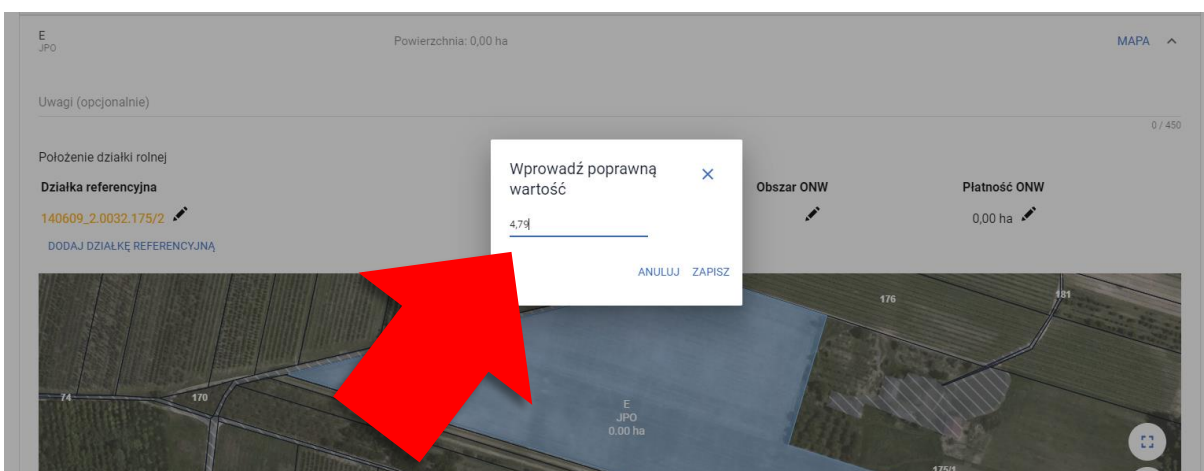 E
JPO
Powierzchnia: 0,00 ha
MAPA
Uwagi (opcjonalnie)
0 / 450
Położenie działki rolnej
Działka referencyjna
Obszar ONW
Płatność ONW
140609_2.0032.175/2
0,00 ha
DODAJ DZIAŁKĘ REFERENCYJNĄ
Wprowadź poprawną
wartość
4,79
ANULUJ ZAPISZ
176
181
74
170
E
JPO
0.00 ha
175/1